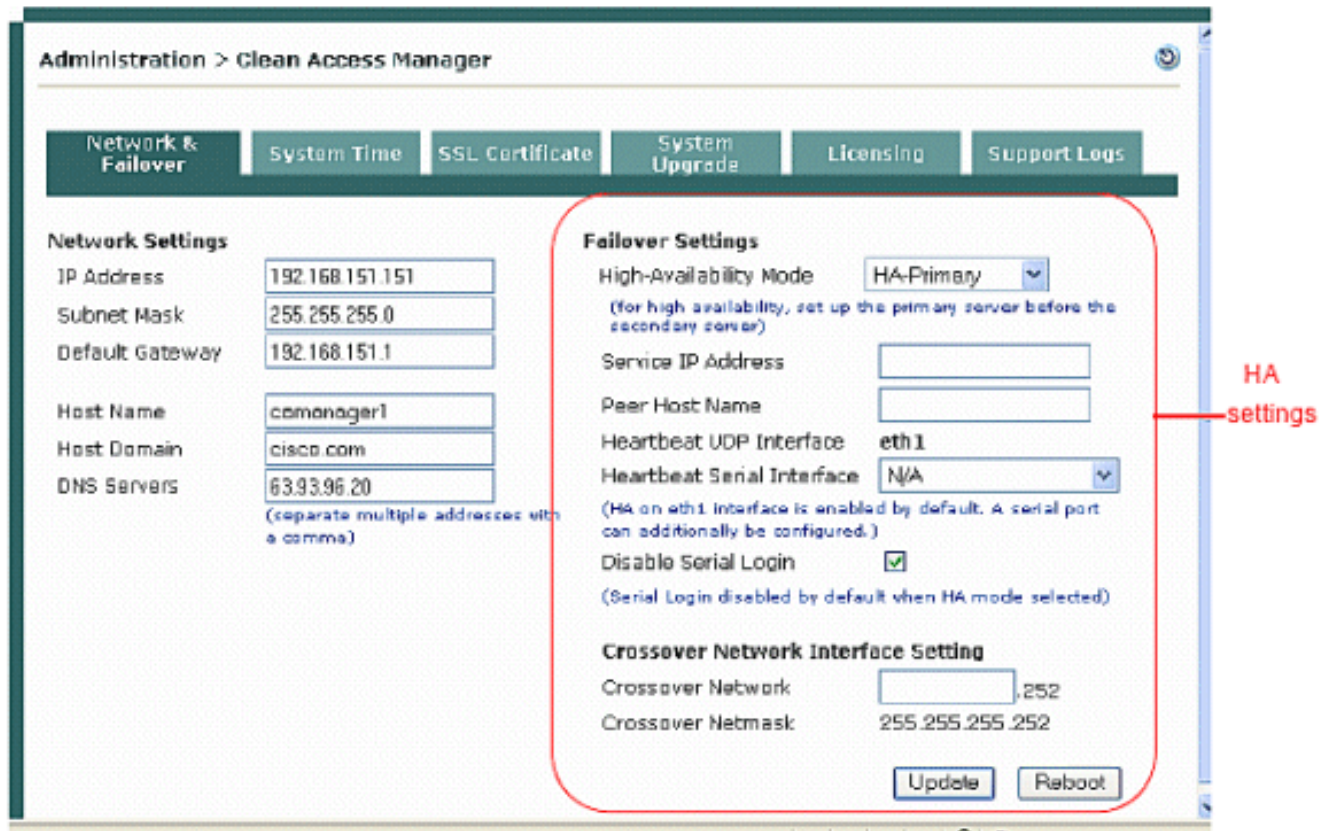 Administration > Clean Access Manager
Network &
Failover
System Time
SSL Certificate
System
Upgrade
Licensing
Support Logs
Network Settings
IP Address
192.168.151.151
Subnet Mask
255.255.255.0
Default Gateway
192.168.151.1
Host Name
camanager1
Host Domain
cisco.com
DNS Servers
63.93.96.20
(separate multiple addresses with
a comma)
Failover Settings
High-Availability Mode
HA-Primary
(for high availability, set up the primary server before the
secondary server)
Service IP Address
Peer Host Name
Heartbeat UDP Interface
eth1
Heartbeat Serial Interface
N/A
(HA on eth1 interface is enabled by default. A serial port
can additionally be configured.)
Disable Serial Login
(Serial Login disabled by default when HA mode selected)
Crossover Network Interface Setting
Crossover Network
.252
Crossover Netmask
255.255.255.252
Update
Reboot
HA
settings